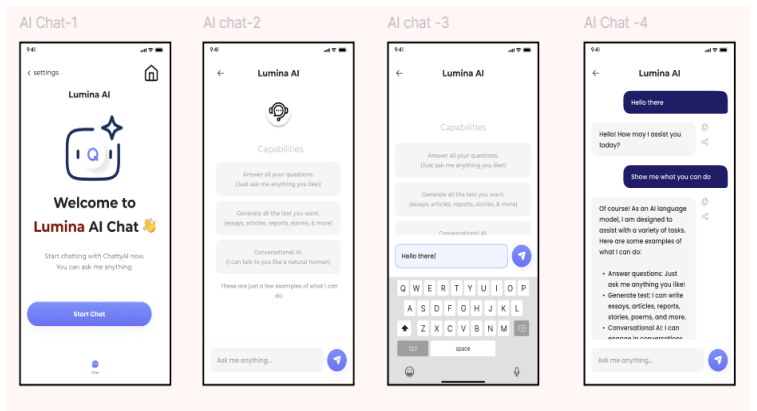 AI Chat-1
9:41
< settings
Lumina AI
Q
Welcome to
Lumina AI Chat 👋
Start chatting with ChattyAI now.
You can ask me anything.
Start Chat
Chat
AI chat-2
9:41
Lumina AI
Capabilities
Answer all your questions.
(Just ask me anything you like!)
Generate all the text you want.
(essays, articles, reports, stories, & more)
Conversational AI.
(I can talk to you like a natural human)
These are just a few examples of what I can
do.
Ask me anything...
AI chat -3
9:41
Lumina AI
Capabilities
Answer all your questions.
(Just ask me anything you like!)
Generate all the text you want.
(essays, articles, reports, stories, & more)
Conversational AI.
Hello there
Q W E R T Y U I O P
A S D F G H J K L
Z X C V B N M
123
space
AI Chat -4
9:41
Lumina AI
Hello there
Hello! How may I assist you
today?
Show me what you can do
Of course! As an AI language
model, I am designed to
assist with a variety of tasks.
Here are some examples of
what I can do:
• Answer questions: Just
ask me anything you like!
• Generate text: I can write
essays, articles, reports,
stories, poems, and more.
• Conversational AI: I can
engage in conversations
Ask me anything...